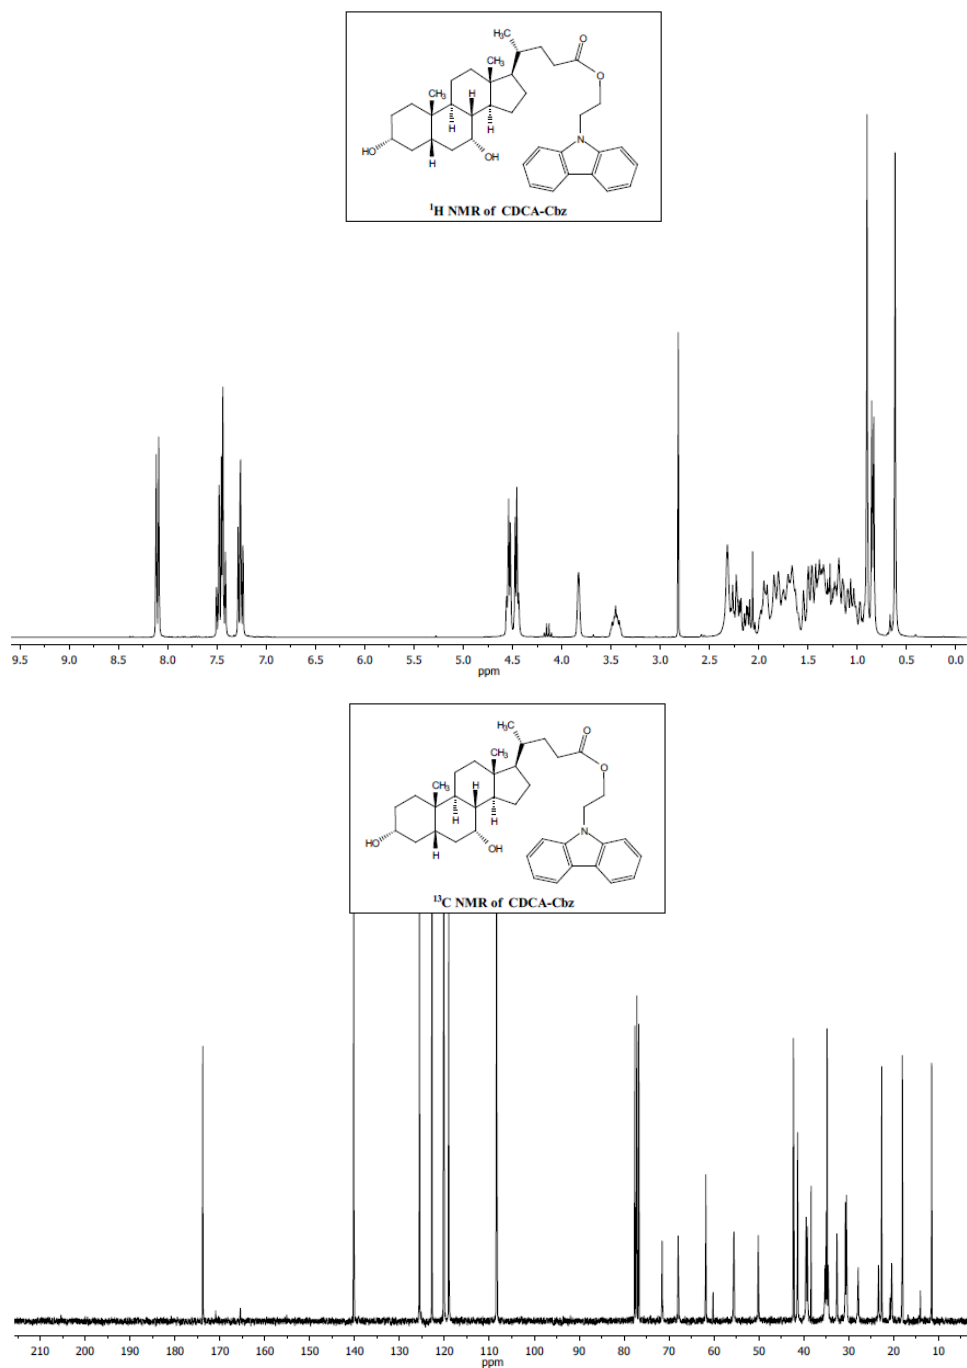 H₃C
O
CH₃
O
CH₃
H
N
H
H
HO
OH
H
¹H NMR of CDCA-Cbz
9.5 9.0 8.5 8.0 7.5 7.0 6.5 6.0 5.5 5.0 4.5 4.0 3.5 3.0 2.5 2.0 1.5 1.0 0.5 0.0
ppm
H₃C
O
CH₃
O
CH₃
H
N
H
H
HO
OH
H
¹³C NMR of CDCA-Cbz
210 200 190 180 170 160 150 140 130 120 110 100 90 80 70 60 50 40 30 20 10
ppm